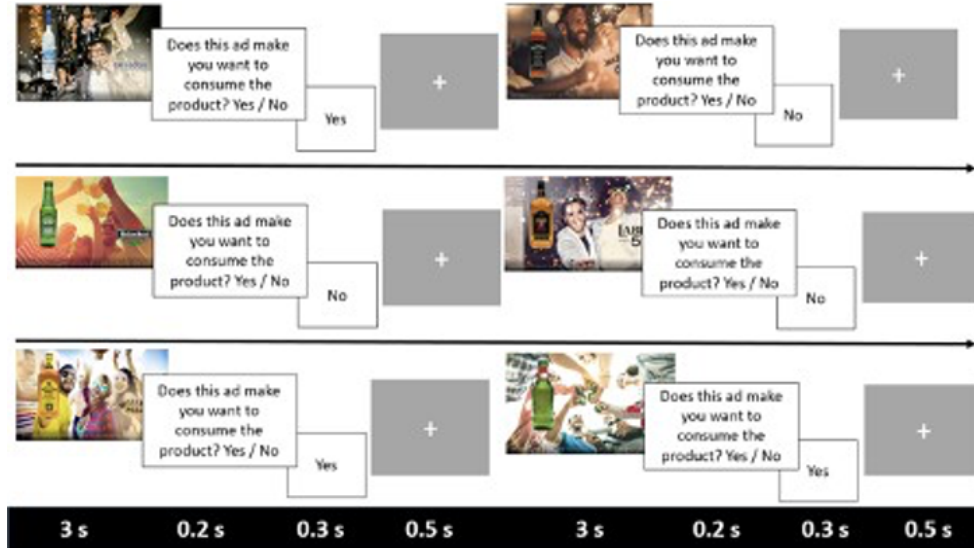 Does this ad make
you want to
consume the
product? Yes / No
Yes
Does this ad make
you want to
consume the
product? Yes / No
No
Does this ad make
you want to
consume the
product? Yes / No
No
LABEL
5
Does this ad make
you want to
consume the
product? Yes / No
No
Does this ad make
you want to
consume the
product? Yes / No
Yes
Does this ad make
you want to
consume the
product? Yes / No
Yes
3 s 0.2 s 0.3 s 0.5 s 3 s 0.2 s 0.3 s 0.5 s